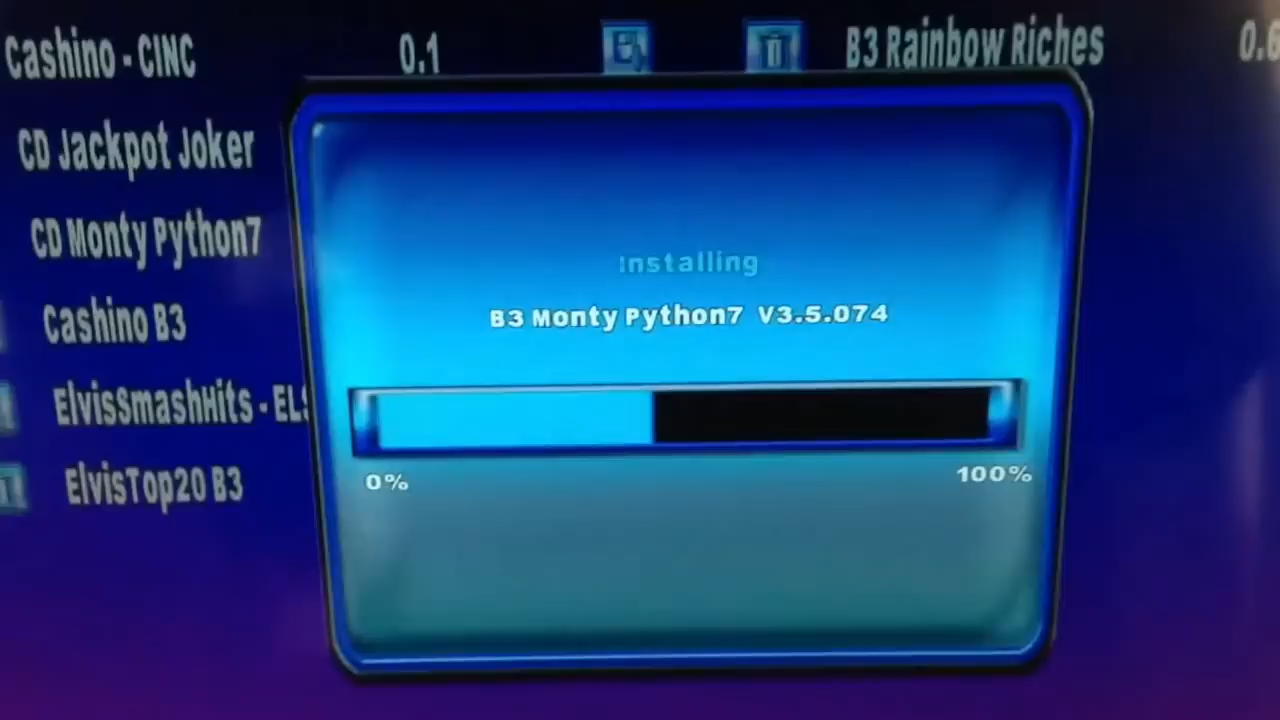 Cashino - CINC 0.1 B3 Rainbow Riches
CD Jackpot Joker
CD Monty Python7
Cashino B3
ElvisSmashHits - ELS
ElvisTop20 B3
Installing
B3 Monty Python7 V3.5.074
0% 100%